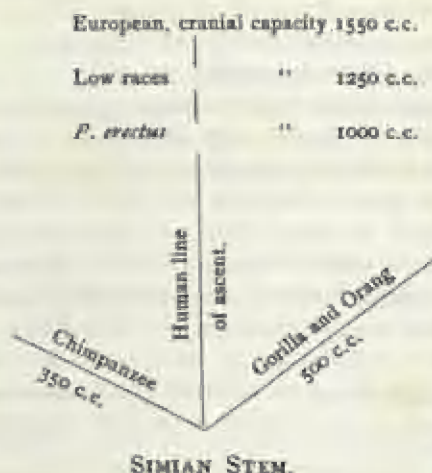 European, cranial capacity 1550 c.c.
Low races " 1250 c.c.
P. erectus " 1000 c.c.
Human line
of ascent.
Chimpanzee
350 c.c.
Gorilla and Orang
500 c.c.
SIMIAN STEM.